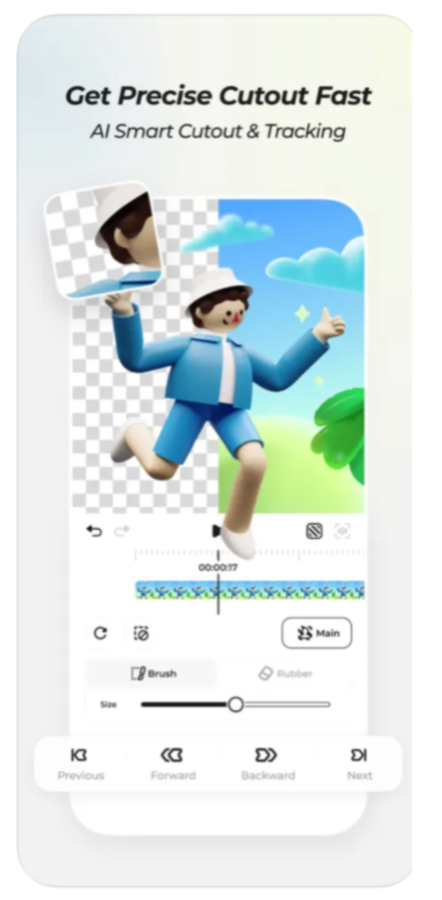 Get Precise Cutout Fast
AI Smart Cutout & Tracking
00:00:17
Main
Brush
Rubber
Size
Previous
Forward
Backward
Next